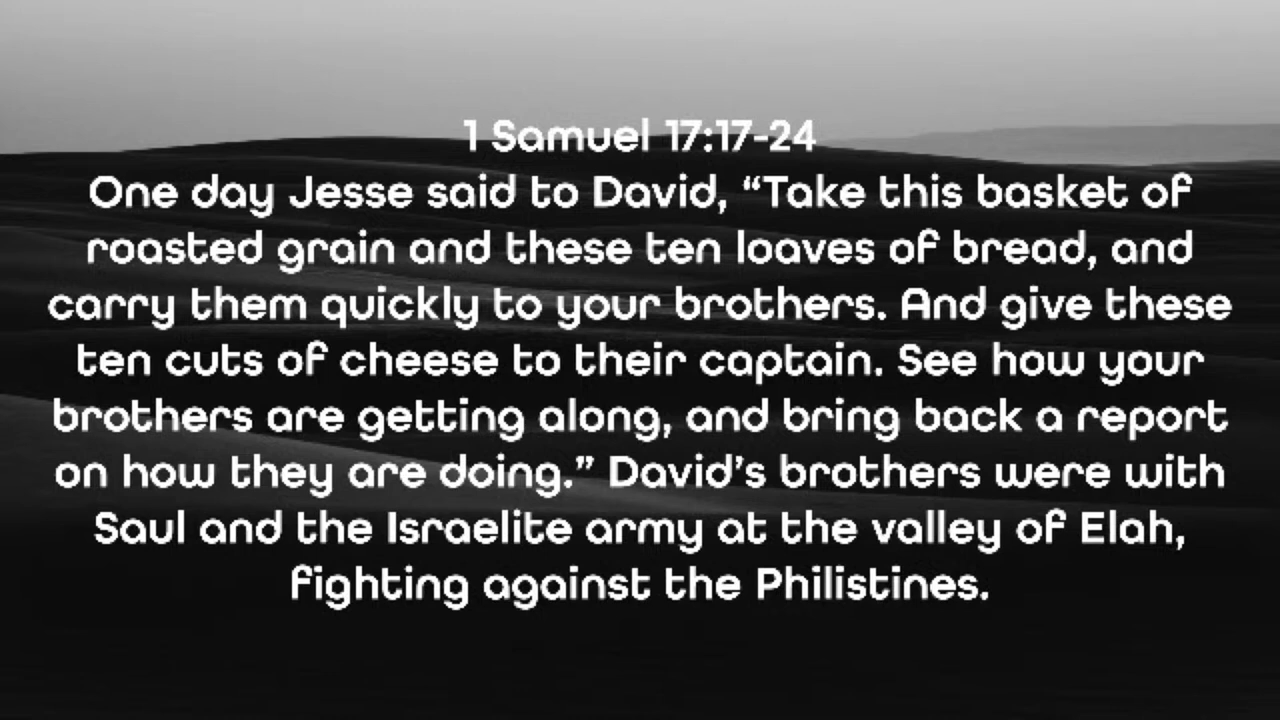 1 Samuel 17:17-24
One day Jesse said to David, “Take this basket of
roasted grain and these ten loaves of bread, and
carry them quickly to your brothers. And give these
ten cuts of cheese to their captain. See how your
brothers are getting along, and bring back a report
on how they are doing.” David’s brothers were with
Saul and the Israelite army at the valley of Elah,
fighting against the Philistines.